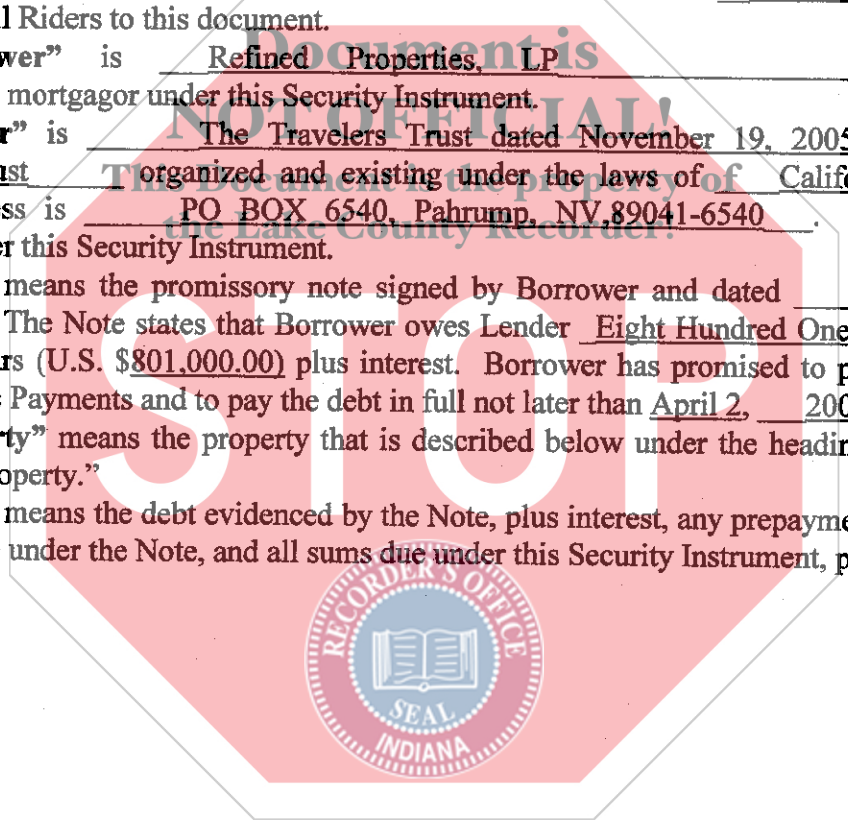 l Riders to this document.
wer” is Refined Properties, LP
Document is
mortgagor under this Security Instrument.
NOT OFFICIAL!
r” is The Travelers Trust dated November 19, 2005
ust organized and existing under the laws of Califo
This Document is the property of
ss is PO BOX 6540, Pahrump, NV,89041-6540 .
the Lake County Recorder!
er this Security Instrument.
means the promissory note signed by Borrower and dated
The Note states that Borrower owes Lender Eight Hundred One
rs (U.S. $801,000.00) plus interest. Borrower has promised to p
Payments and to pay the debt in full not later than April 2, 200
rty” means the property that is described below under the headin
operty.”
means the debt evidenced by the Note, plus interest, any prepayme
under the Note, and all sums due under this Security Instrument, p
STOP
RECORDER'S OFFICE
SEAL
INDIANA